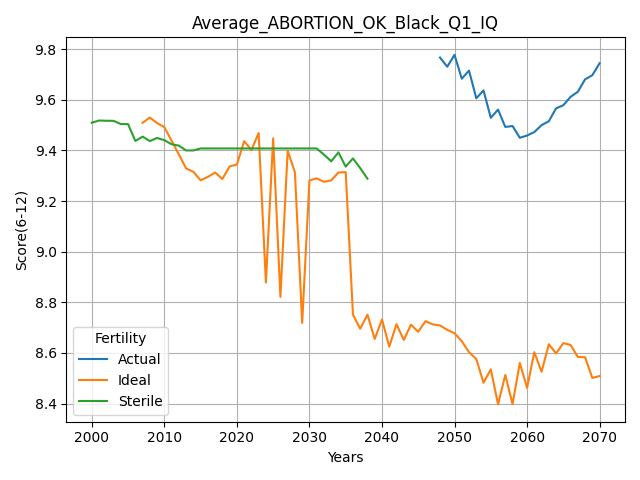 Average_ABORTION_OK_Black_Q1_IQ
Score(6-12)
9.8
9.6
9.4
9.2
9.0
8.8
8.6
8.4
Fertility
Actual
Ideal
Sterile
2000 2010 2020 2030 2040 2050 2060 2070
Years